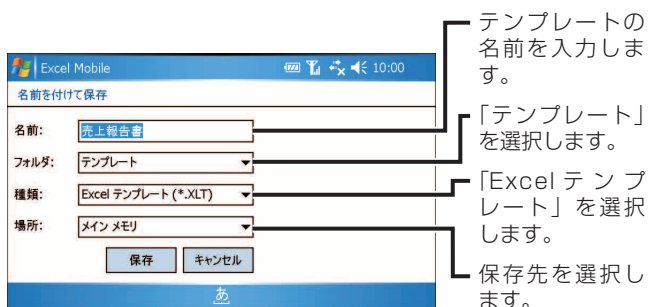 Excel Mobile 10:00
名前を付けて保存
名前: 売上報告書
フォルダ: テンプレート
種類: Excel テンプレート (*.XLT)
場所: メイン メモリ
保存 キャンセル
あ
テンプレートの
名前を入力しま
す。
「テンプレート」
を選択します。
「Excel テンプ
レート」を選択
します。
保存先を選択し
ます。